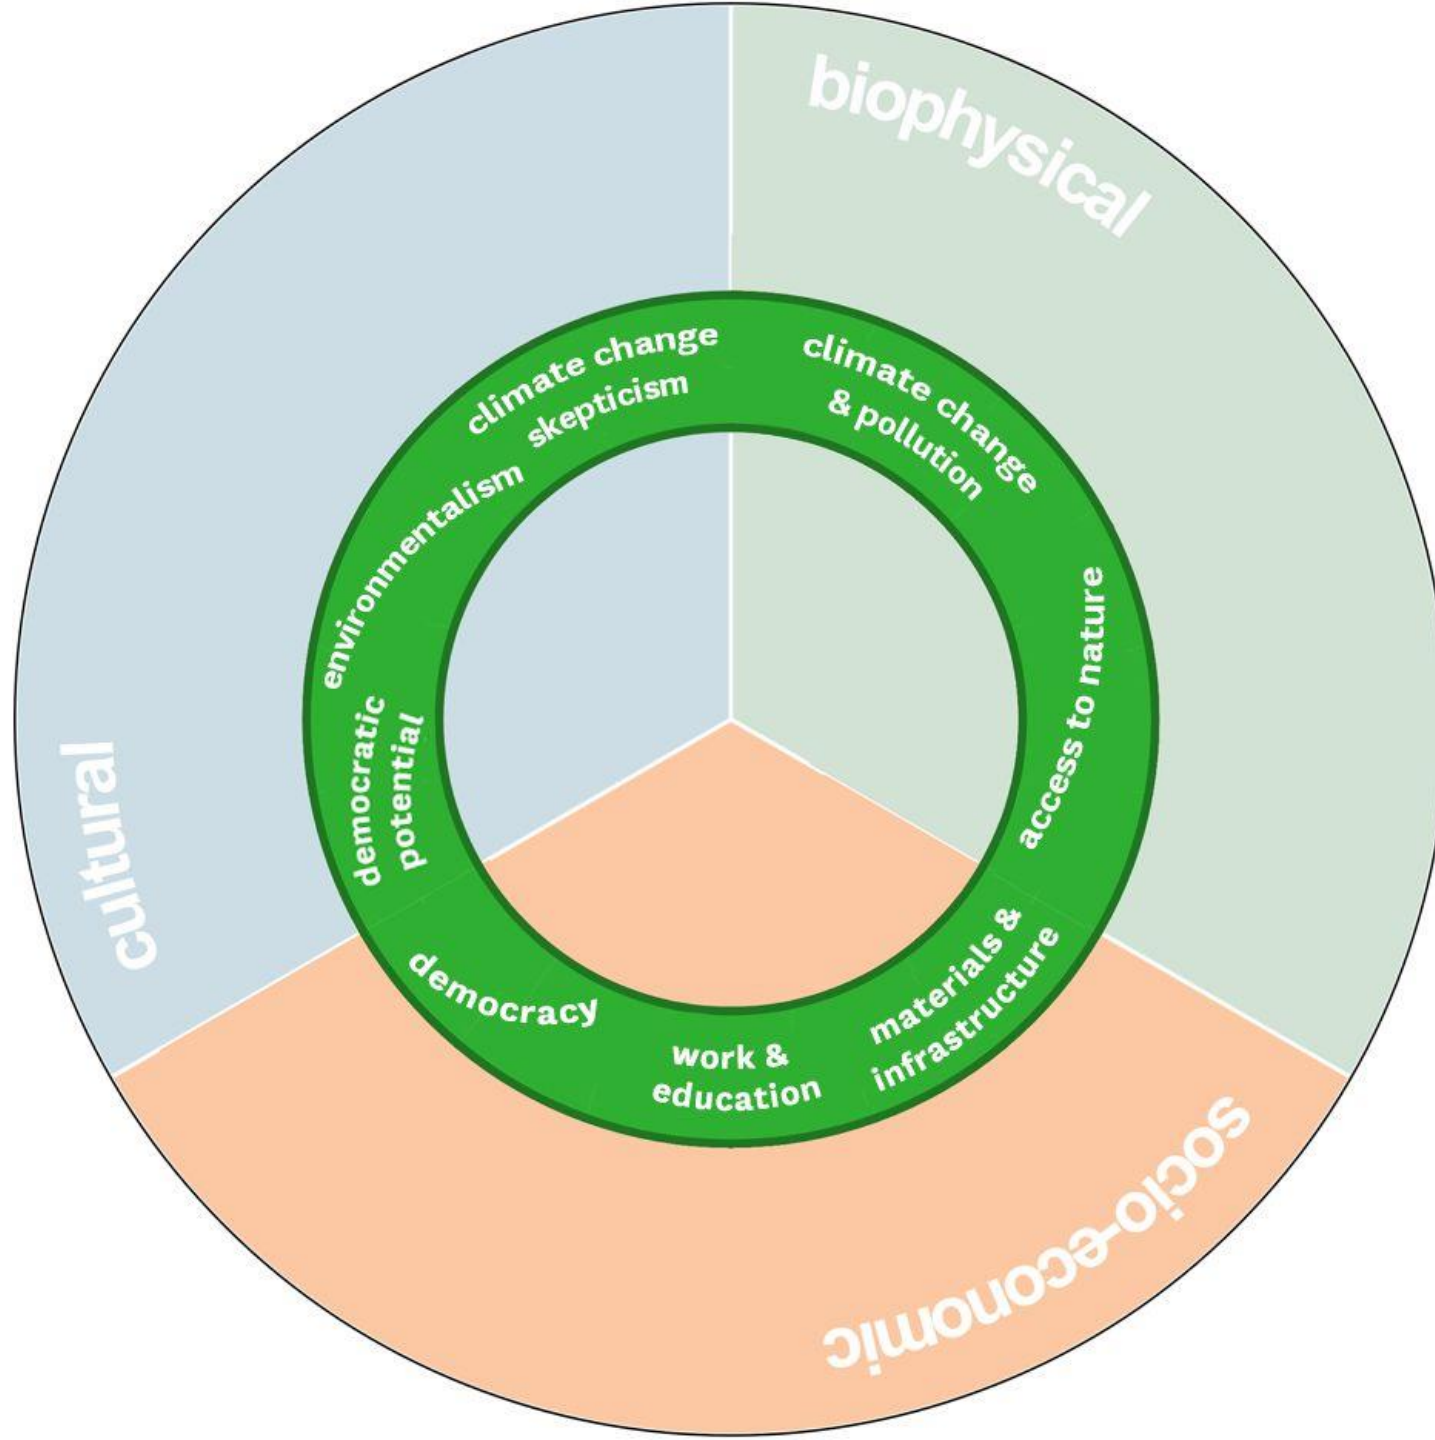 biophysical
climate change
& pollution
access to nature
socio-economic
materials &
infrastructure
work &
education
democracy
cultural
democratic
potential
environmentalism
climate change
skepticism